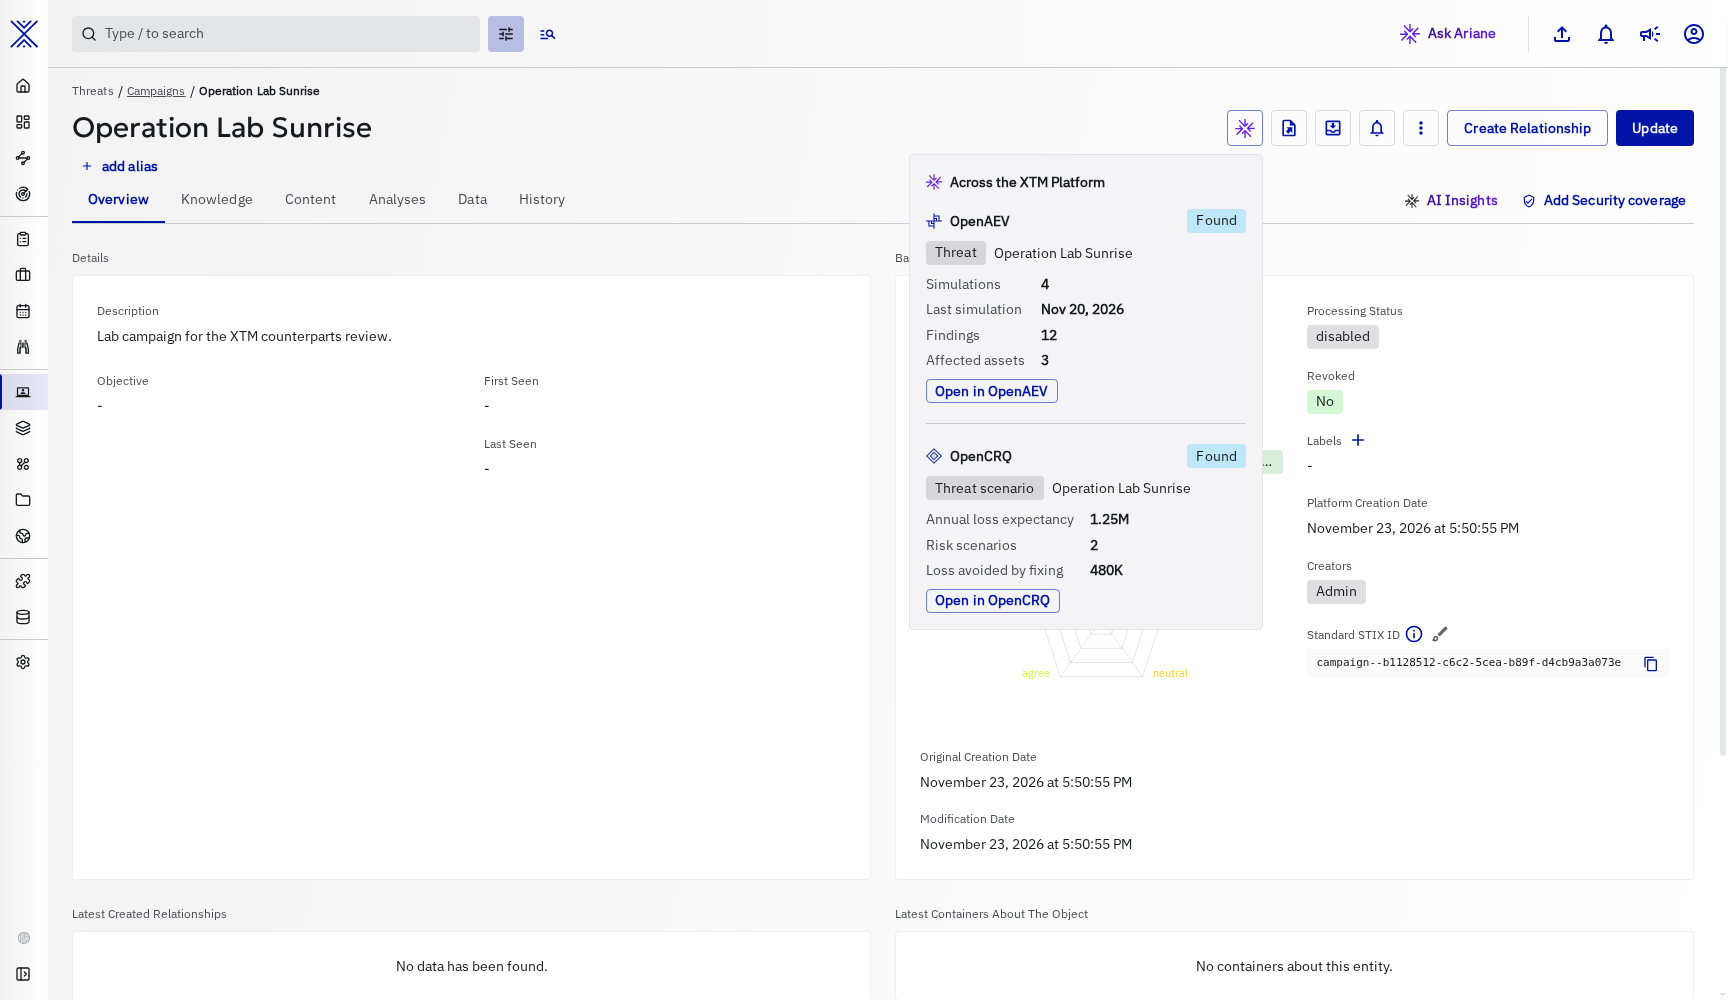 Type / to search
Ask Ariane
Threats / Campaigns / Operation Lab Sunrise
Operation Lab Sunrise
Create Relationship
Update
+ add alias
Overview
Knowledge
Content
Analyses
Data
History
AI Insights
Add Security coverage
Across the XTM Platform
OpenAEV
Found
Threat
Operation Lab Sunrise
Simulations 4
Last simulation Nov 20, 2026
Findings 12
Affected assets 3
Open in OpenAEV
OpenCRQ
Found
Threat scenario
Operation Lab Sunrise
Annual loss expectancy 1.25M
Risk scenarios 2
Loss avoided by fixing 480K
Open in OpenCRQ
Details
Description
Lab campaign for the XTM counterparts review.
Objective
-
First Seen
-
Last Seen
-
Ba
...
agree
neutral
Processing Status
disabled
Revoked
No
Labels
-
Platform Creation Date
November 23, 2026 at 5:50:55 PM
Creators
Admin
Standard STIX ID
campaign--b1128512-c6c2-5cea-b89f-d4cb9a3a073e
Original Creation Date
November 23, 2026 at 5:50:55 PM
Modification Date
November 23, 2026 at 5:50:55 PM
Latest Created Relationships
No data has been found.
Latest Containers About The Object
No containers about this entity.